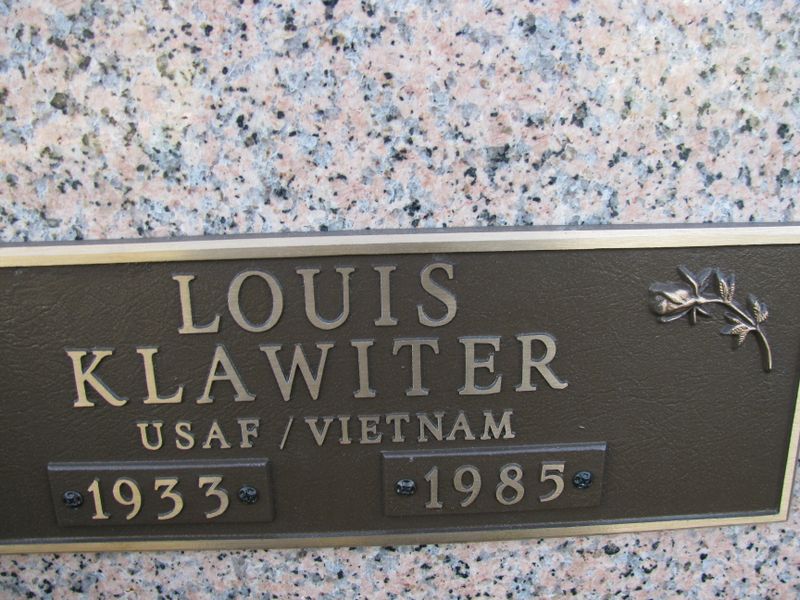 LOUIS
KLAWITER
USAF / VIETNAM
1933 1985